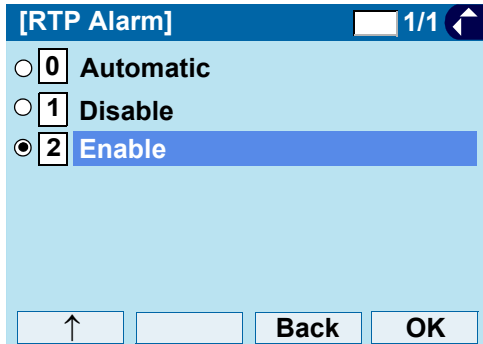 [RTP Alarm] 1/1
0 Automatic
1 Disable
2 Enable
↑ Back OK